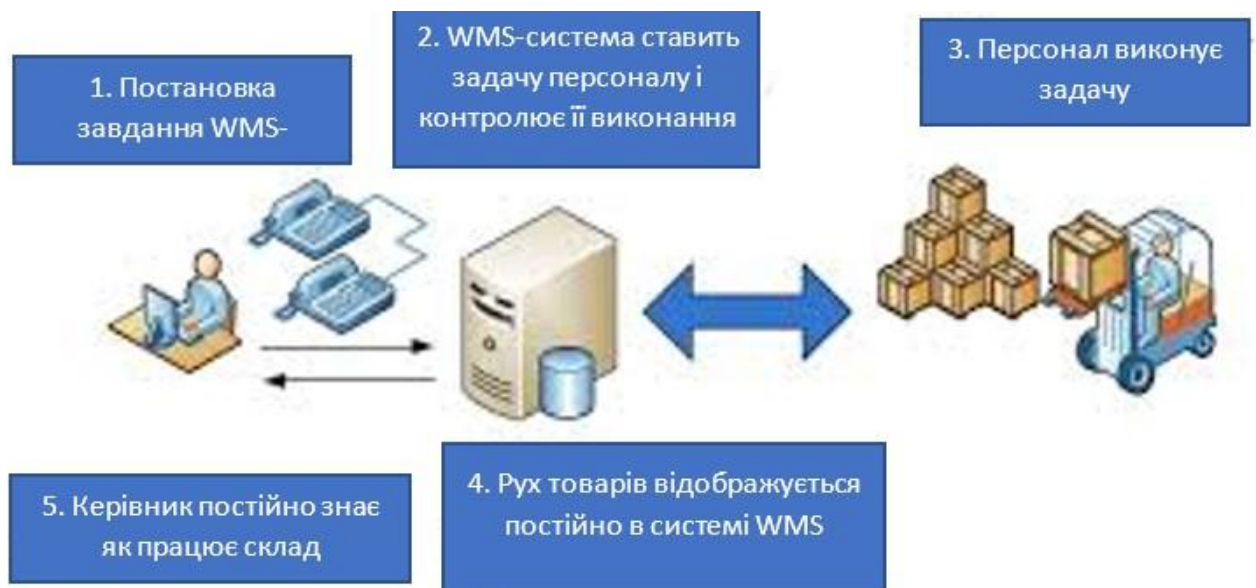 1. Постановка
завдання WMS-
2. WMS-система ставить
задачу персоналу і
контролює її виконання
3. Персонал виконує
задачу
4. Рух товарів відображується
постійно в системі WMS
5. Керівник постійно знає
як працює склад